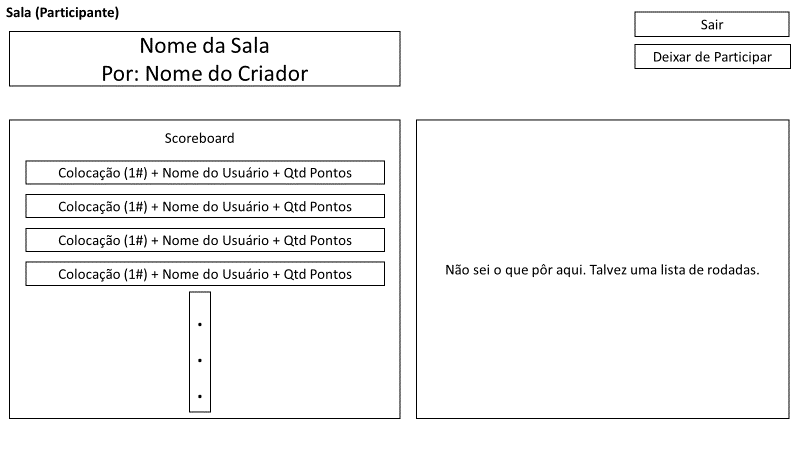 Sala (Participante)
Nome da Sala
Por: Nome do Criador
Sair
Deixar de Participar
Scoreboard
Colocação (1#) + Nome do Usuário + Qtd Pontos
Colocação (1#) + Nome do Usuário + Qtd Pontos
Colocação (1#) + Nome do Usuário + Qtd Pontos
Colocação (1#) + Nome do Usuário + Qtd Pontos
.
.
.
Não sei o que pôr aqui. Talvez uma lista de rodadas.